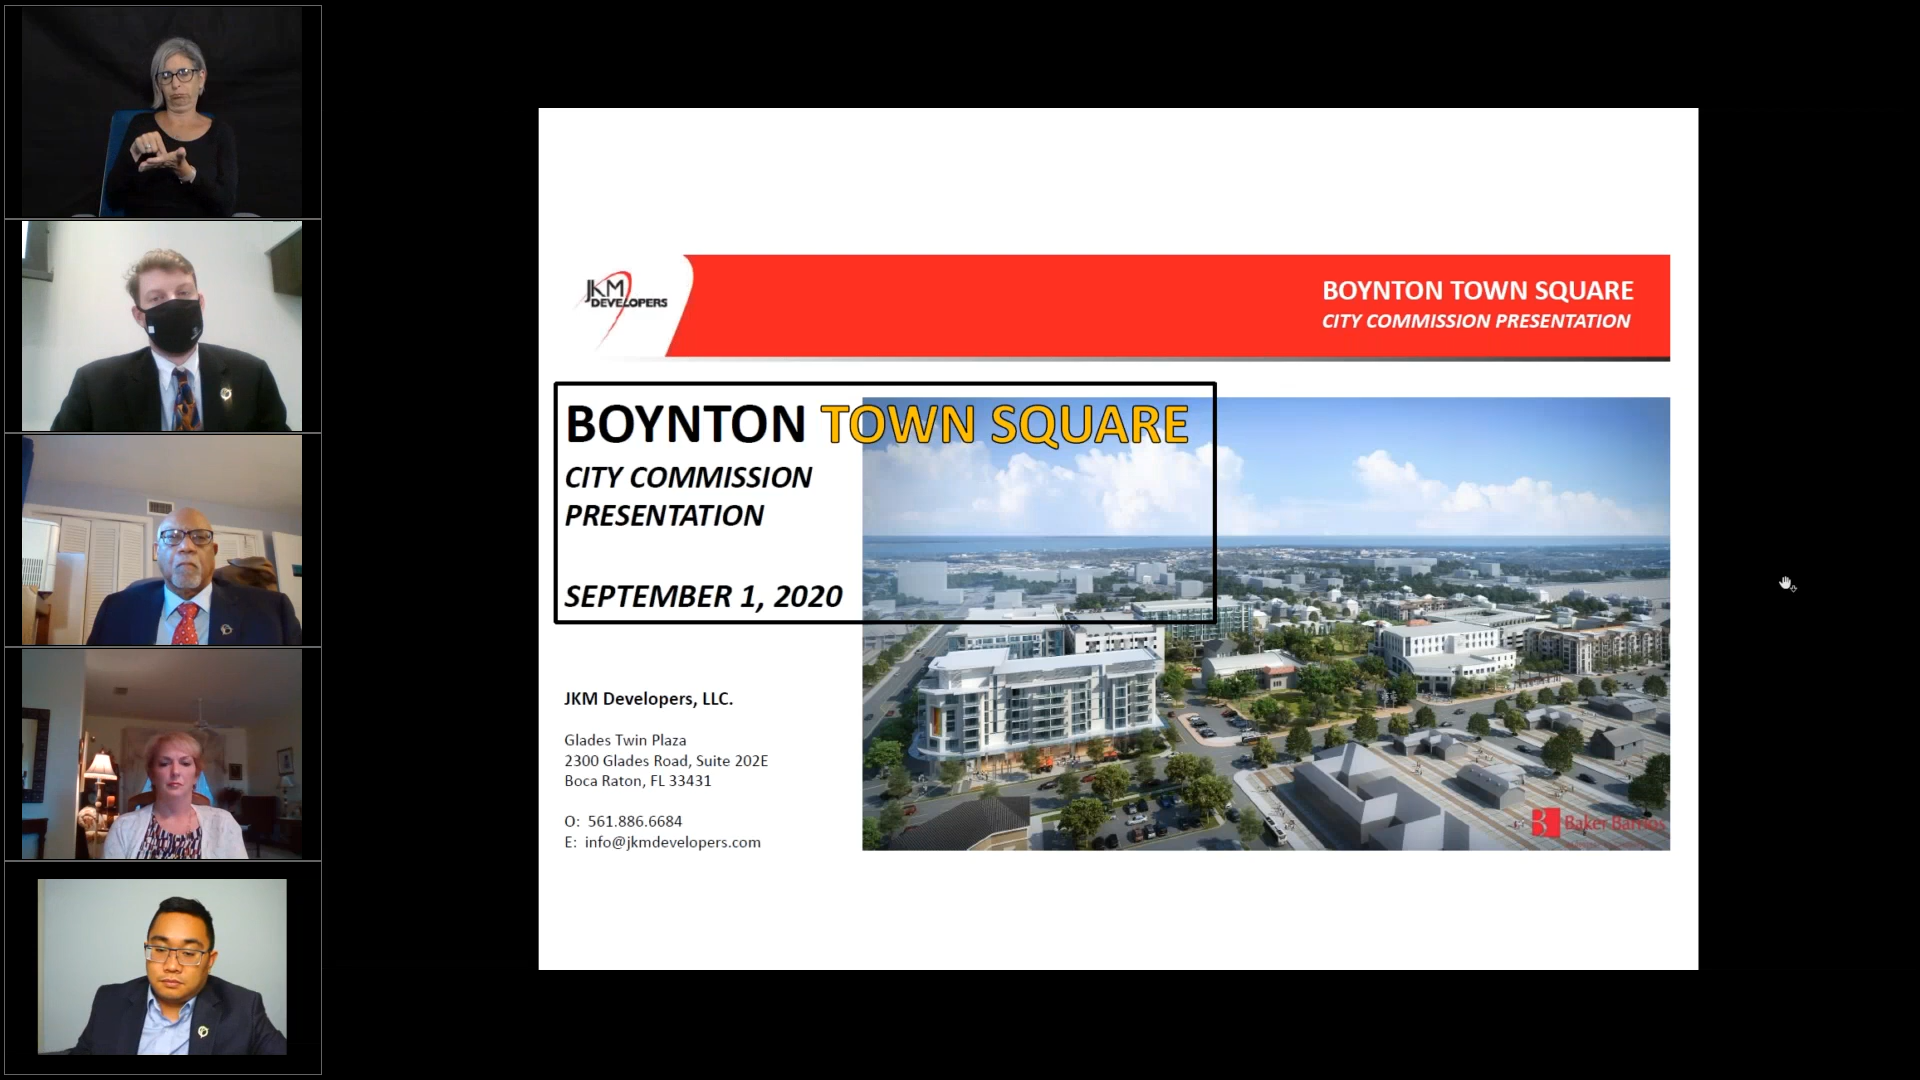 JKM
DEVELOPERS
BOYNTON TOWN SQUARE
CITY COMMISSION PRESENTATION
BOYNTON TOWN SQUARE
CITY COMMISSION
PRESENTATION
SEPTEMBER 1, 2020
JKM Developers, LLC.
Glades Twin Plaza
2300 Glades Road, Suite 202E
Boca Raton, FL 33431
O: 561.886.6684
E: info@jkmdevelopers.com
Baker Barrios